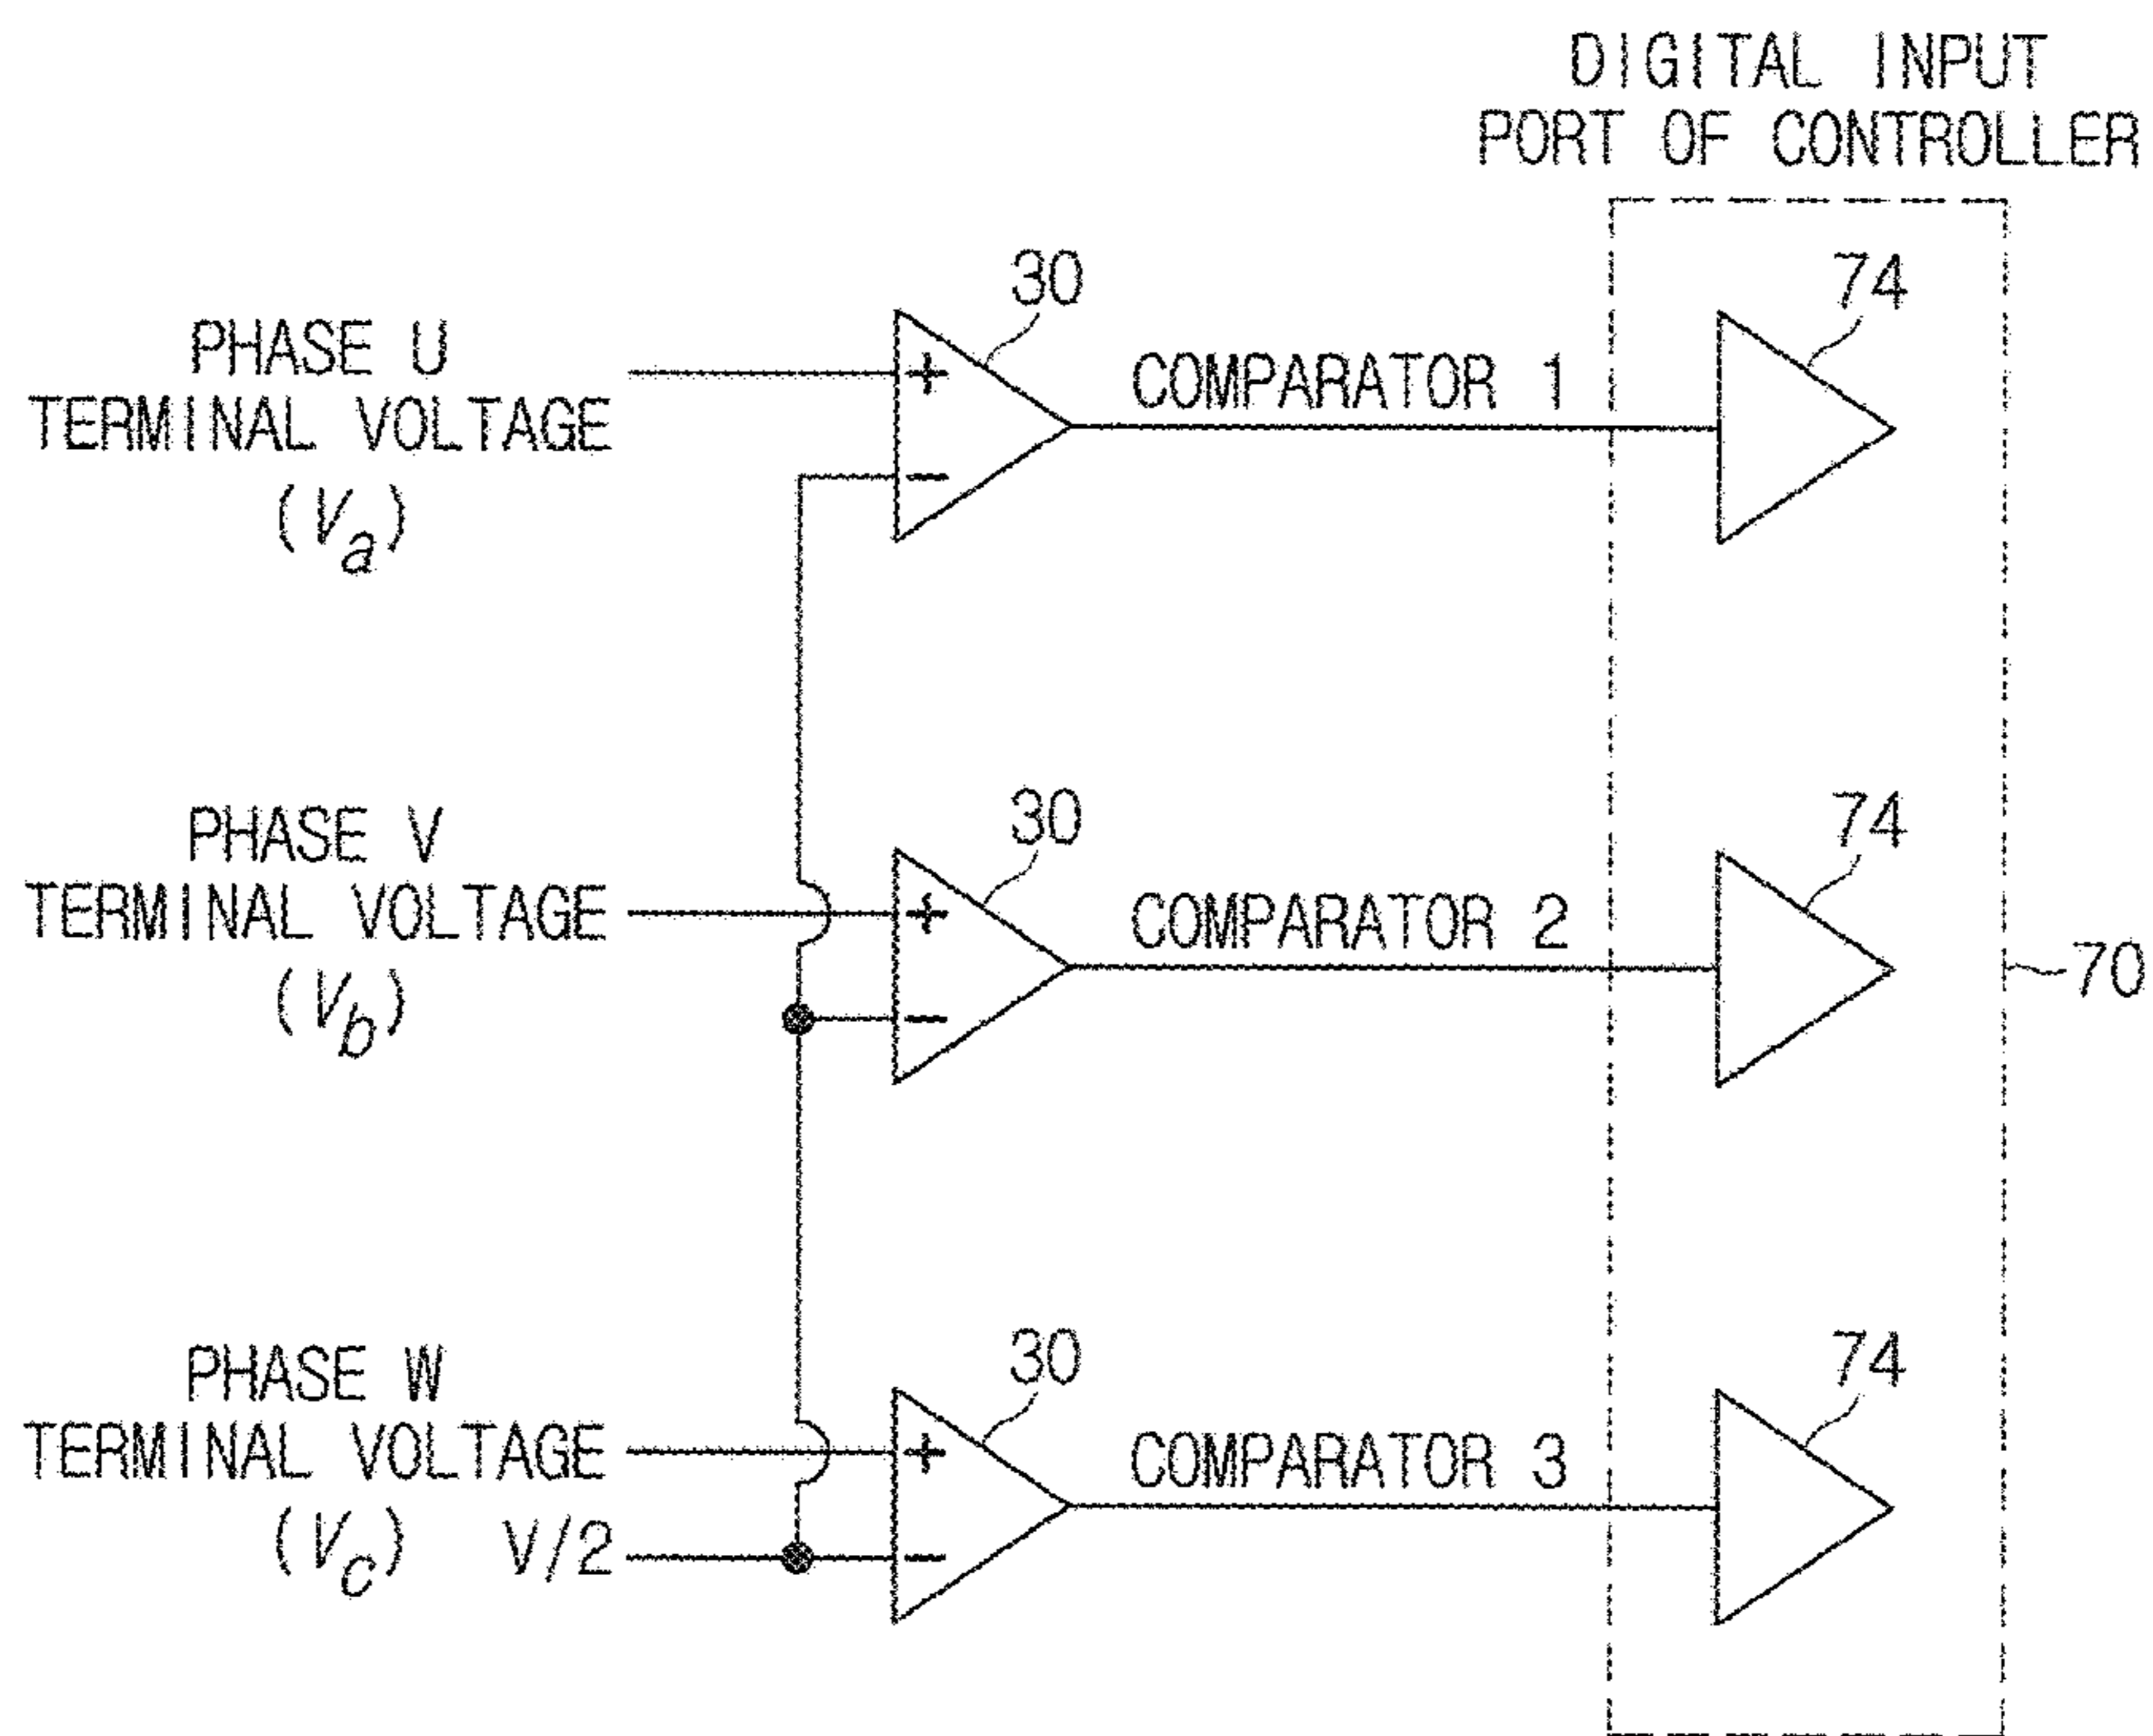 DIGITAL INPUT
PORT OF CONTROLLER
30
74
PHASE U
TERMINAL VOLTAGE
(Va)
+
−
COMPARATOR 1
30
74
PHASE V
TERMINAL VOLTAGE
(Vb)
+
−
COMPARATOR 2
70
30
74
PHASE W
TERMINAL VOLTAGE
(Vc)
V/2
+
−
COMPARATOR 3